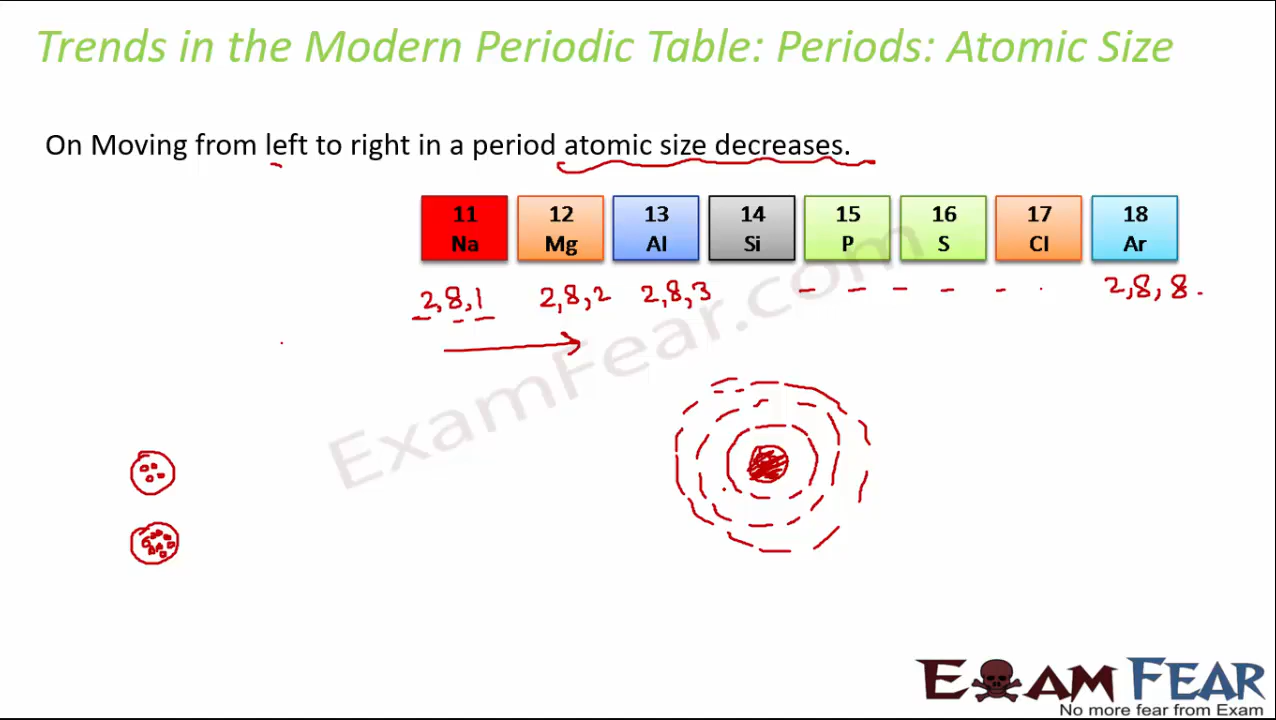 Trends in the Modern Periodic Table: Periods: Atomic Size
On Moving from left to right in a period atomic size decreases.
11 12 13 14 15 16 17 18
Na Mg Al Si P S Cl Ar
2,8,1 2,8,2 2,8,3 2,8,8.
ExamFear.com
EXAM FEAR
No more fear from Exam